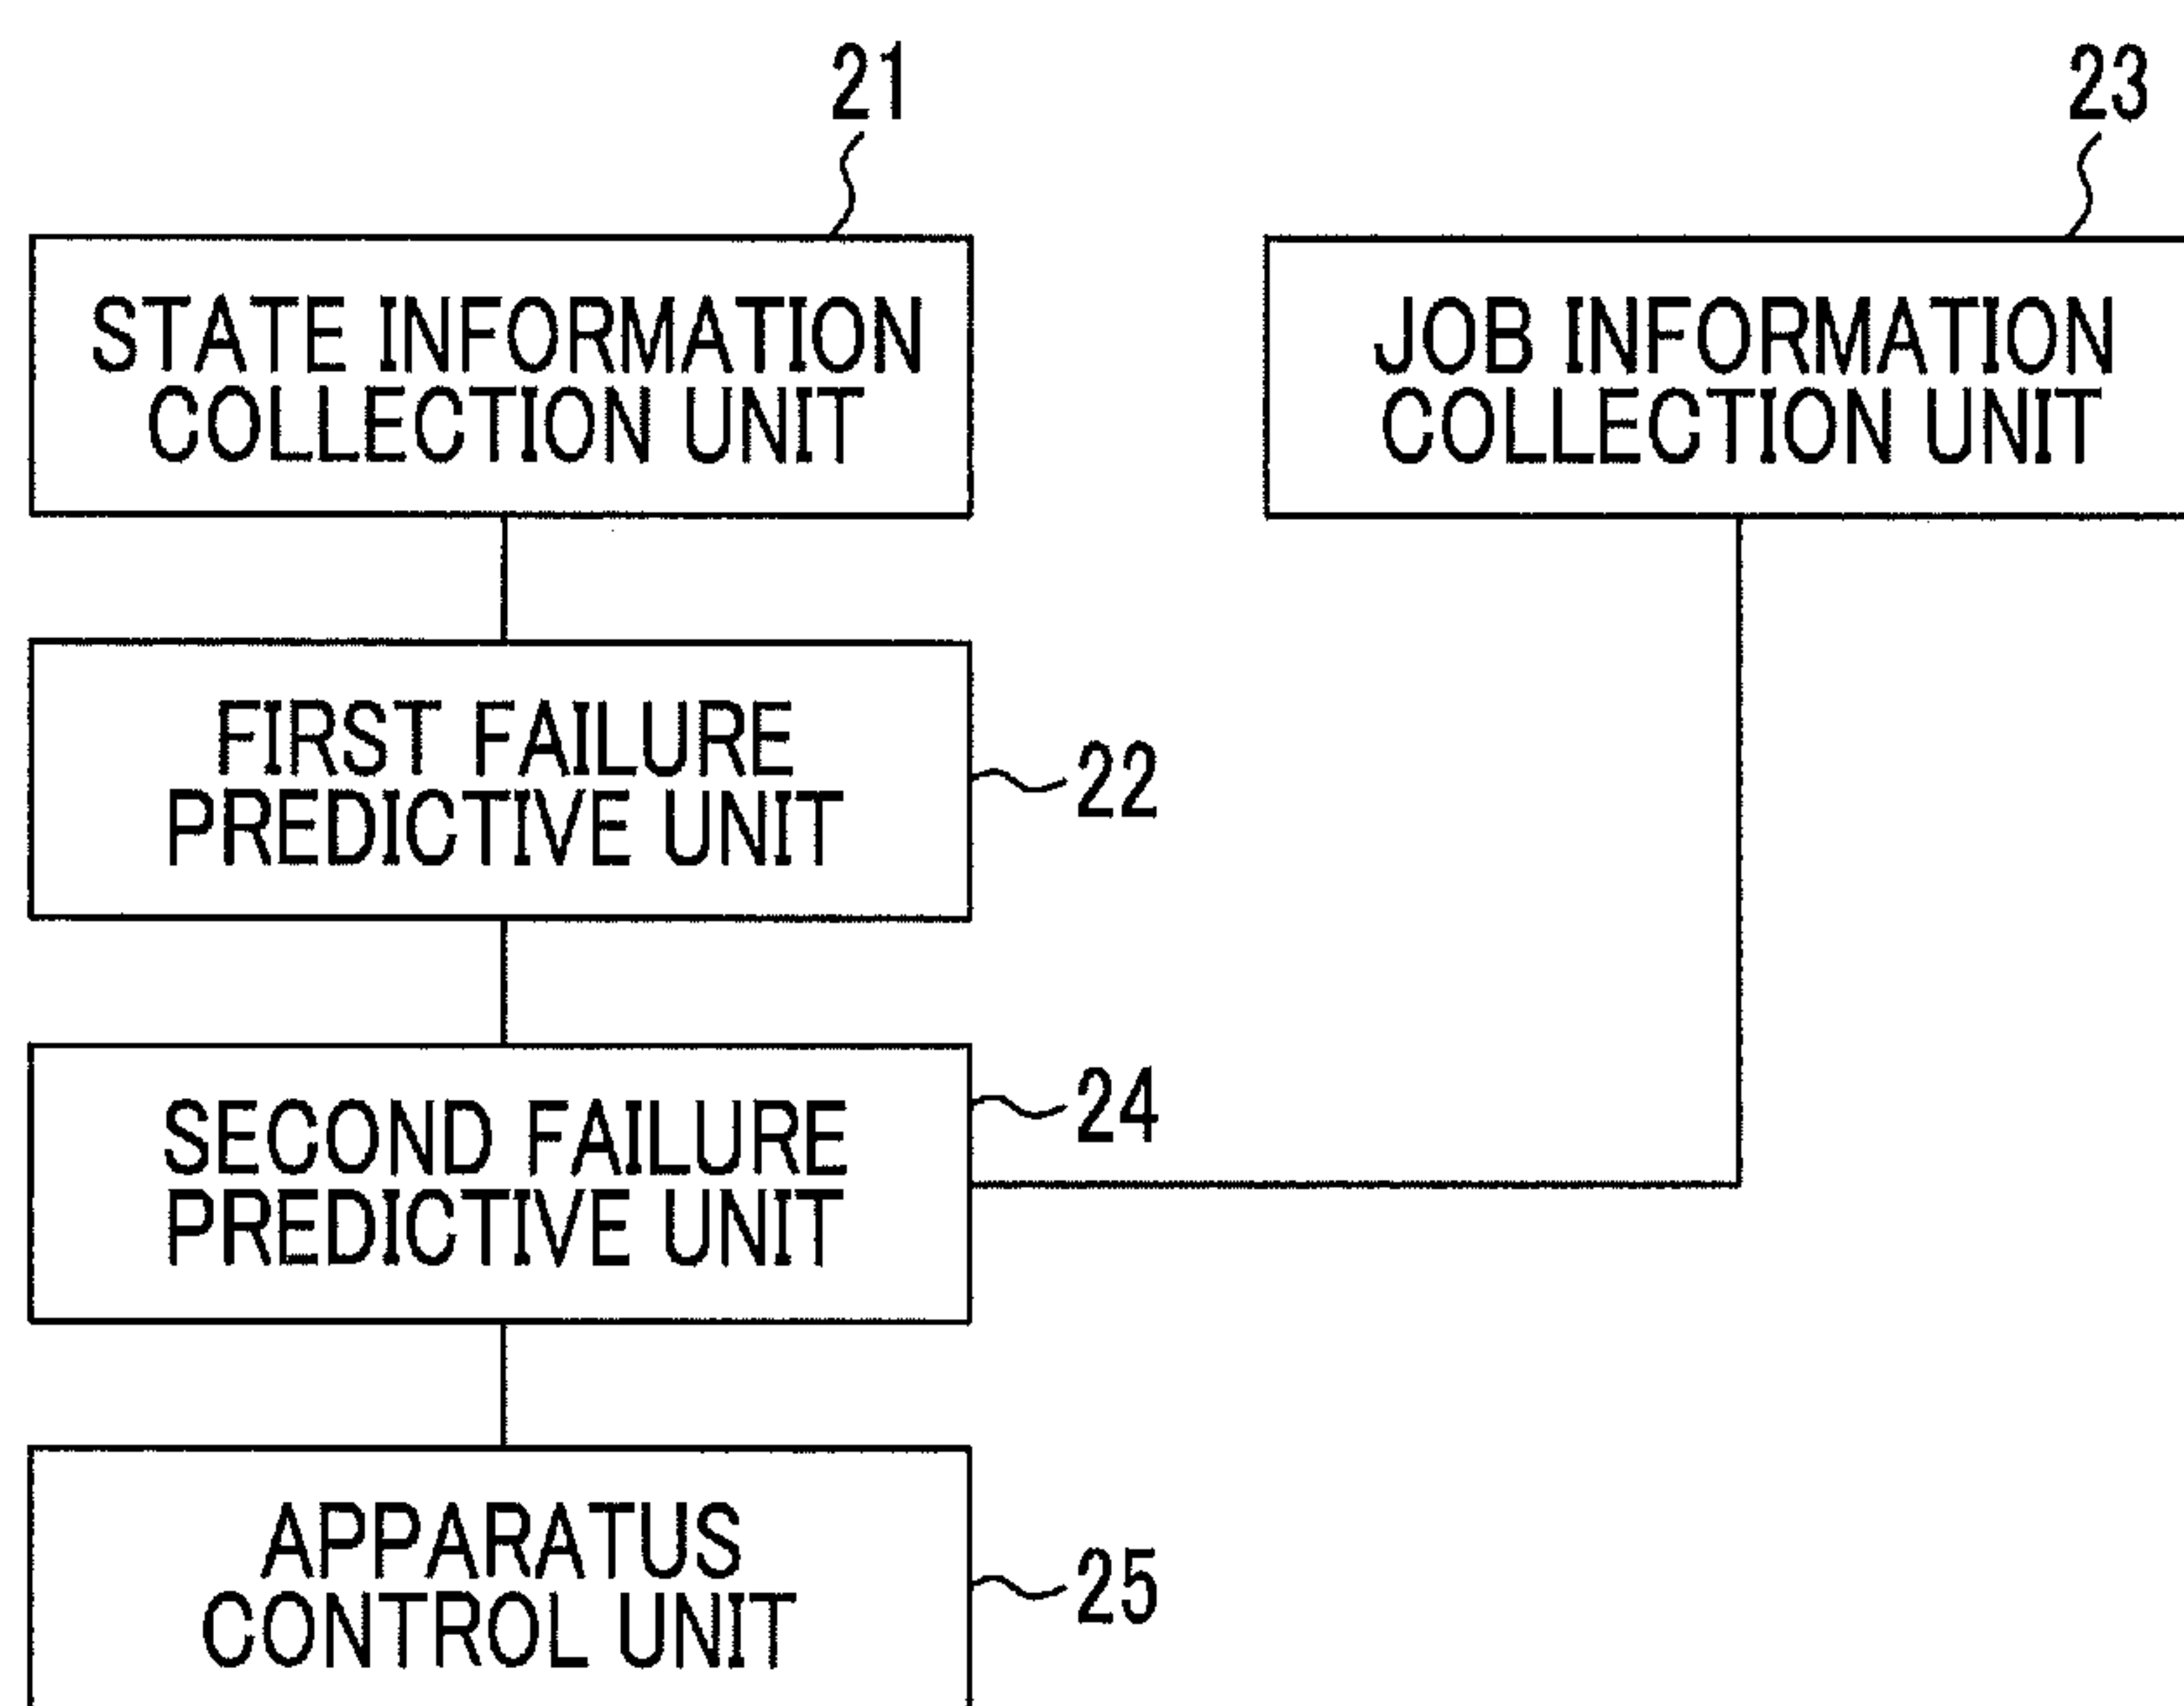 21
23
STATE INFORMATION
COLLECTION UNIT
JOB INFORMATION
COLLECTION UNIT
FIRST FAILURE
PREDICTIVE UNIT
22
SECOND FAILURE
PREDICTIVE UNIT
24
APPARATUS
CONTROL UNIT
25